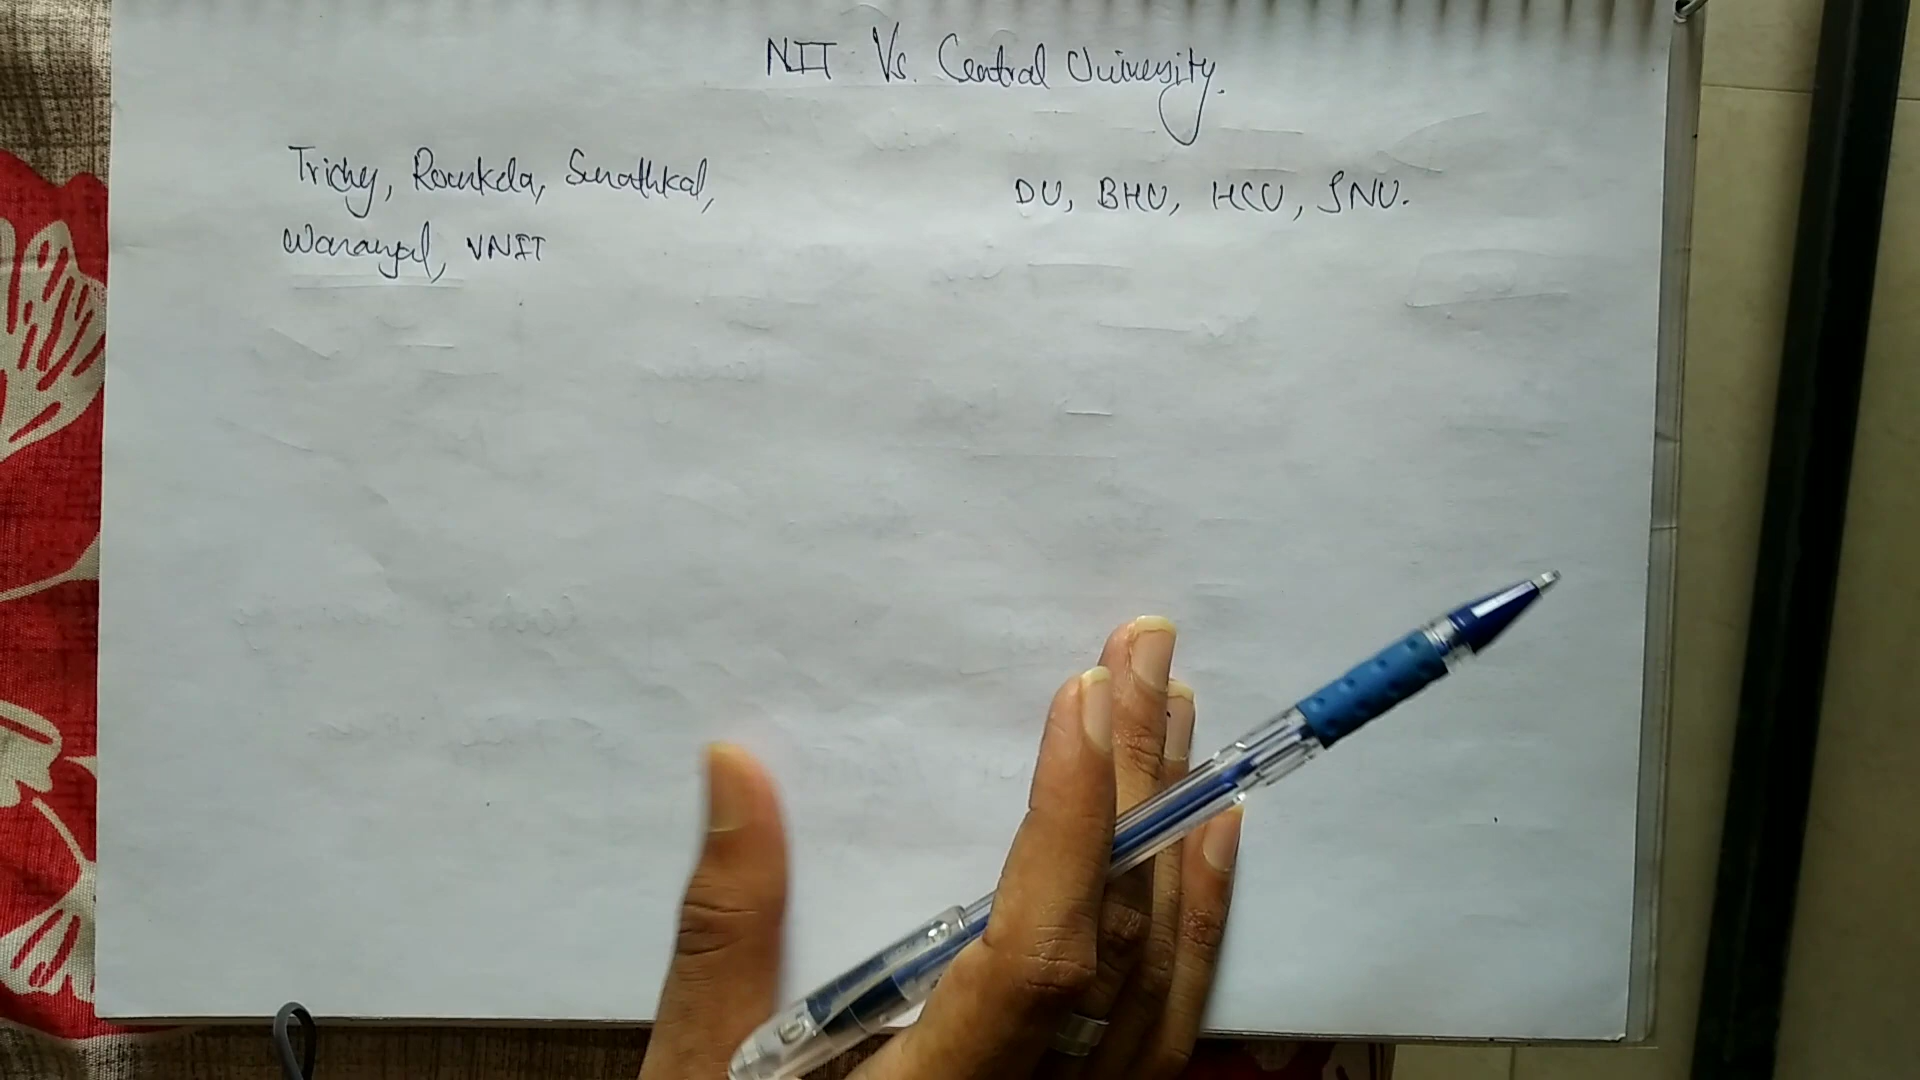 NIT Vs. Central University.
Trichy, Rourkela, Surathkal,
Warangal, VNIT
DU, BHU, HCU, JNU.